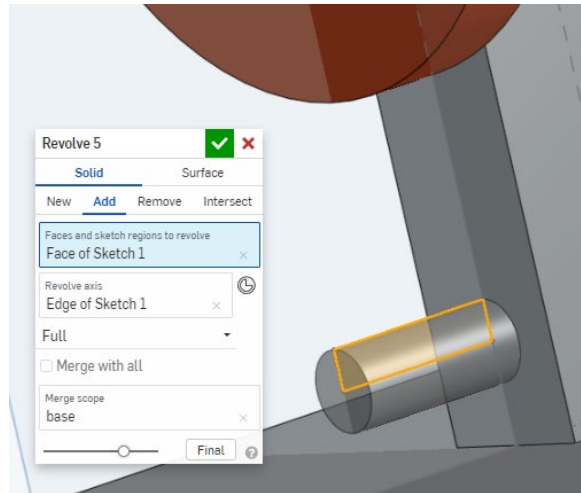 Revolve 5
Solid Surface
New Add Remove Intersect
Faces and sketch regions to revolve
Face of Sketch 1
Revolve axis
Edge of Sketch 1
Full
Merge with all
Merge scope
base
Final